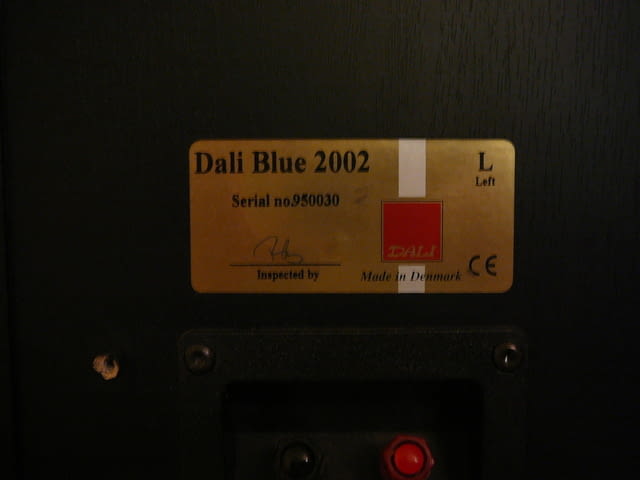 Dali Blue 2002
L
Left
Serial no.950030
DALI
Inspected by
Made in Denmark
CE